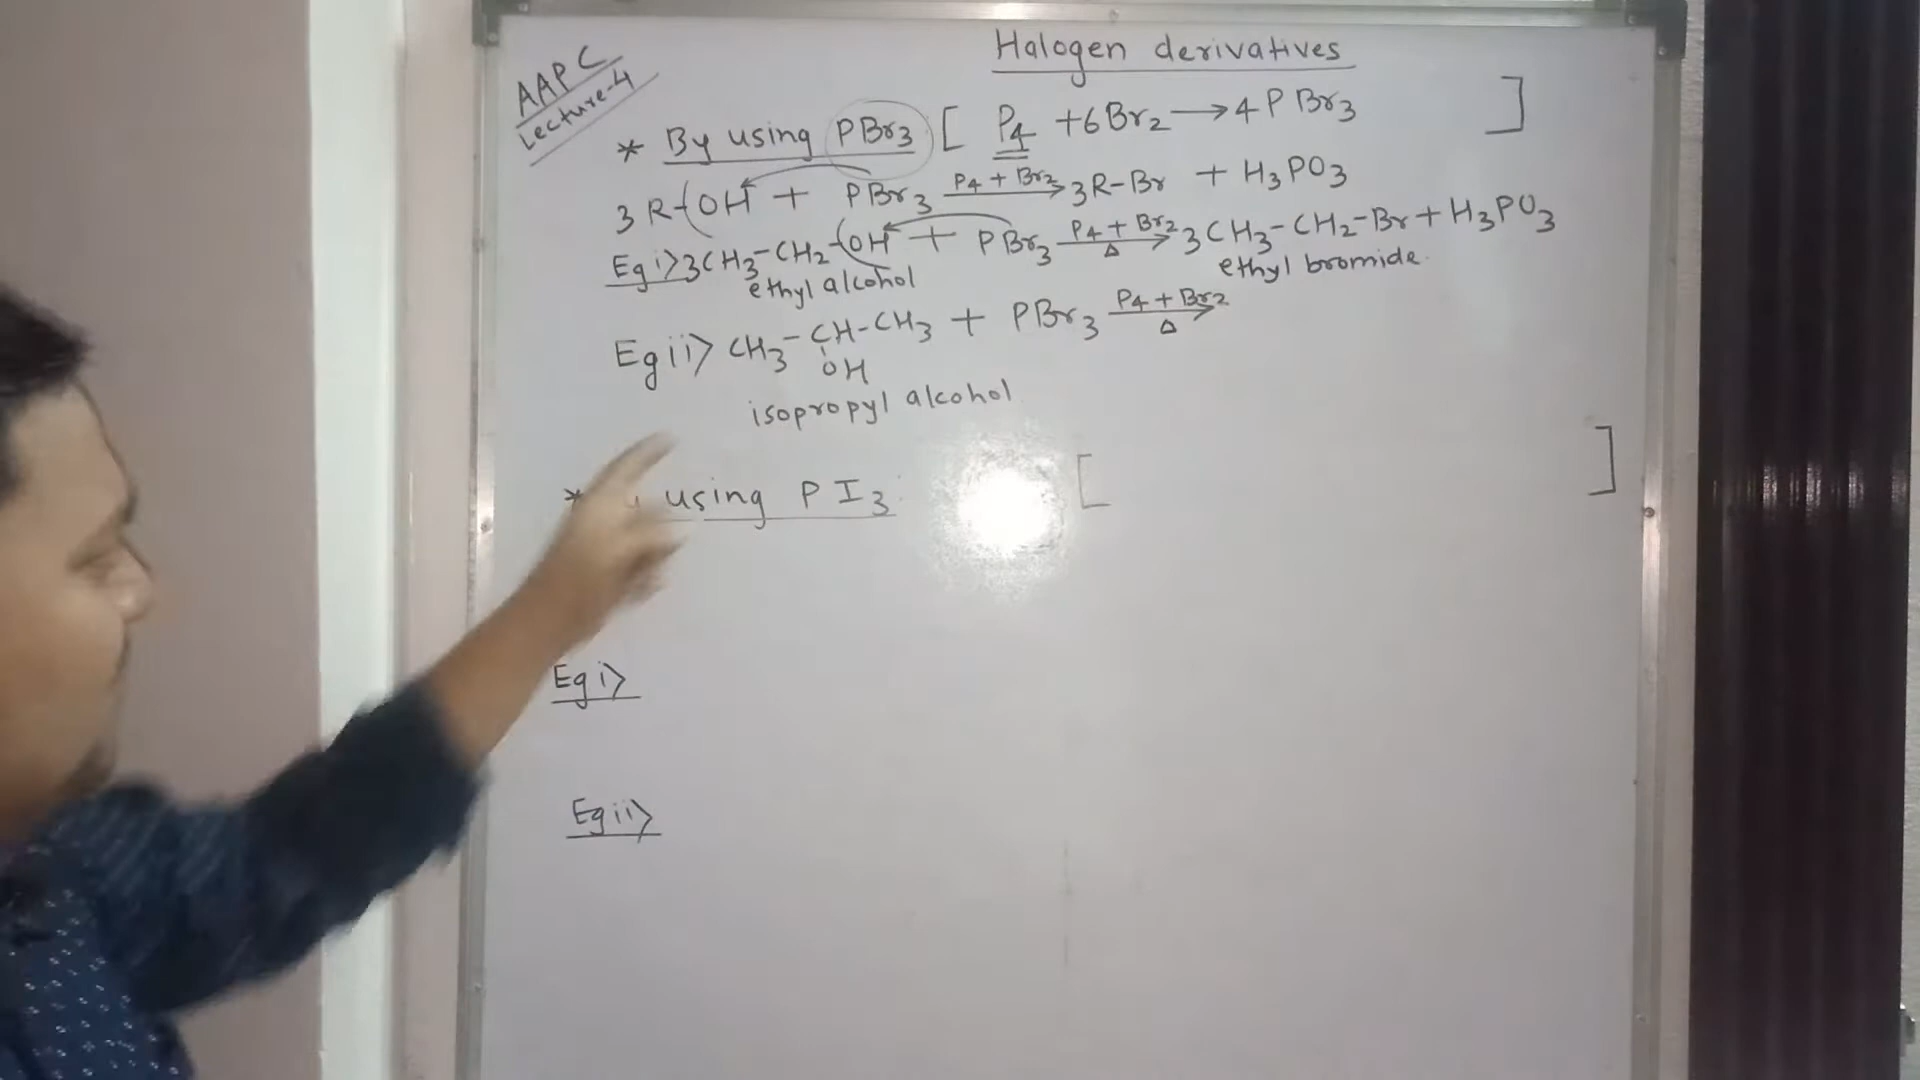 AAPC
Lecture-4
Halogen derivatives
* By using PBr3 [ P4 + 6Br2 → 4PBr3 ]
3R-OH + PBr3 P4 + Br2 → 3R-Br + H3PO3
Eg i> 3CH3-CH2-OH + PBr3 P4 + Br2 → Δ 3CH3-CH2-Br + H3PO3
ethyl alcohol ethyl bromide
Eg ii> CH3-CH-CH3 + PBr3 P4 + Br2 → Δ
OH
isopropyl alcohol
* using PI3 [ ]
Eg i>
Eg ii>